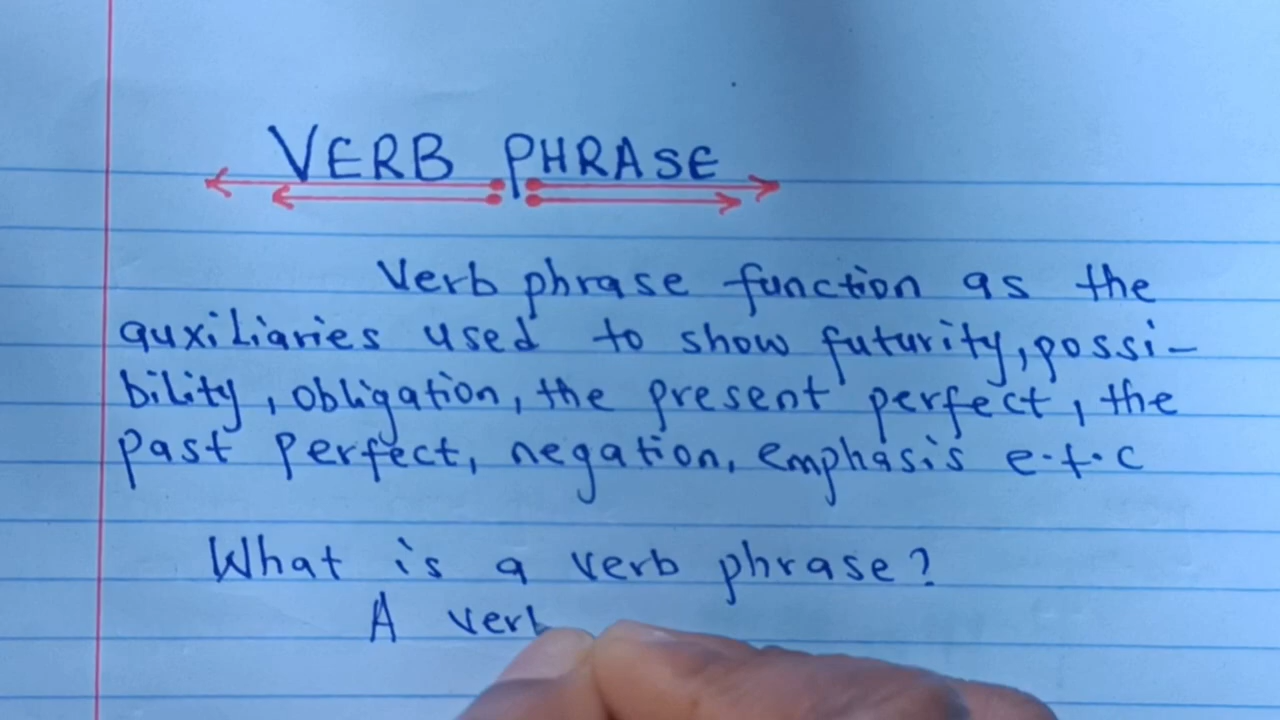 VERB PHRASE
Verb phrase function as the
auxiliaries used to show futurity, possi-
bility, obligation, the present perfect, the
past perfect, negation, emphasis e.t.c
What is a verb phrase?
A verb